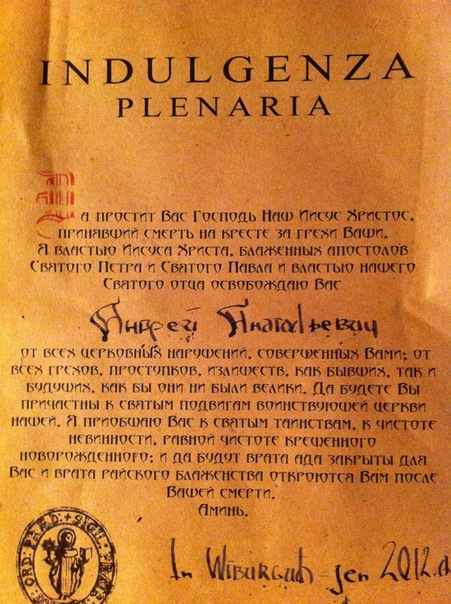 INDULGENZA
PLENARIA
Да простит Вас Господь Наш Иисус Христос,
принявший смерть на кресте за грехи Ваши.
Я властью Иисуса Христа, блаженных апостолов
Святого Петра и Святого Павла и властью нашего
Святого отца освобождаю Вас
Андрей Анатольевич
от всех церковных нарушений, совершенных Вами; от
всех грехов, проступков, излишеств, как бывших, так и
будущих, как бы они ни были велики. Да будете Вы
причастны к святым подвигам воинствующей церкви
нашей. Я приобщаю Вас к святым таинствам, к чистоте
невинности, равной чистоте крещенного
новорожденного; и да будут врата ада закрыты для
Вас и врата райского блаженства откроются Вам после
Вашей смерти.
Аминь.
ORD PRÆD SIGIL
In Wiburguh - jen 2012.a